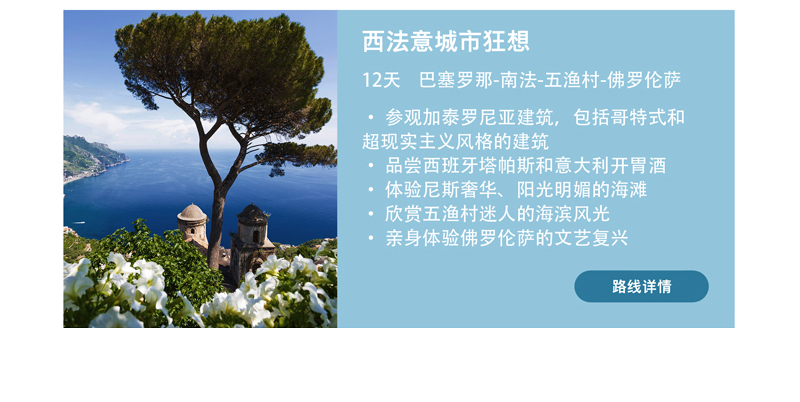 西法意城市狂想
12天 巴塞罗那-南法-五渔村-佛罗伦萨
• 参观加泰罗尼亚建筑，包括哥特式和
超现实主义风格的建筑
• 品尝西班牙塔帕斯和意大利开胃酒
• 体验尼斯奢华、阳光明媚的海滩
• 欣赏五渔村迷人的海滨风光
• 亲身体验佛罗伦萨的文艺复兴
路线详情